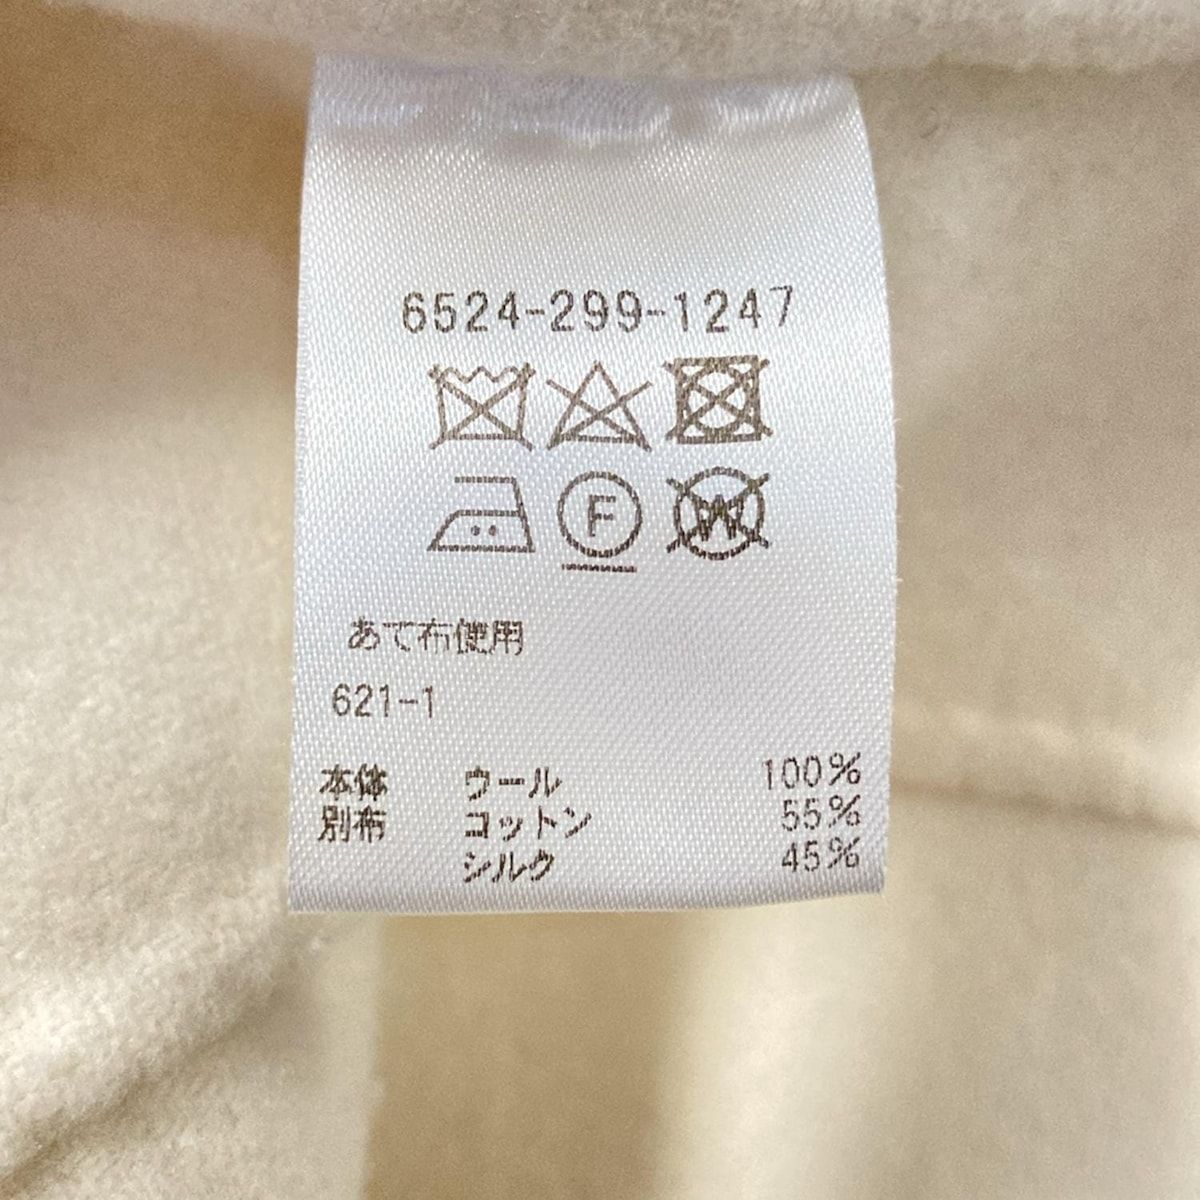 6524-299-1247
F W
あて布使用
621-1
本体 ウール 100%
別布 コットン 55%
シルク 45%